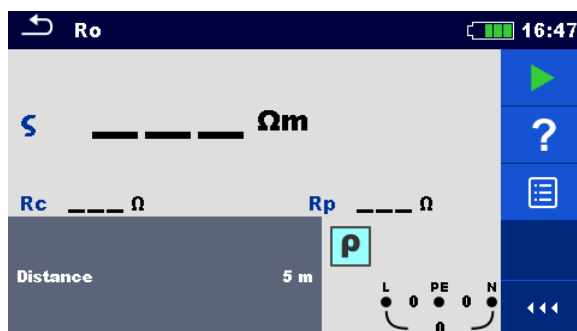 Ro 16:47
ς ___ Ωm
?
Rc ___ Ω Rp ___ Ω
ρ
Distance 5 m
L PE N
0 0
0